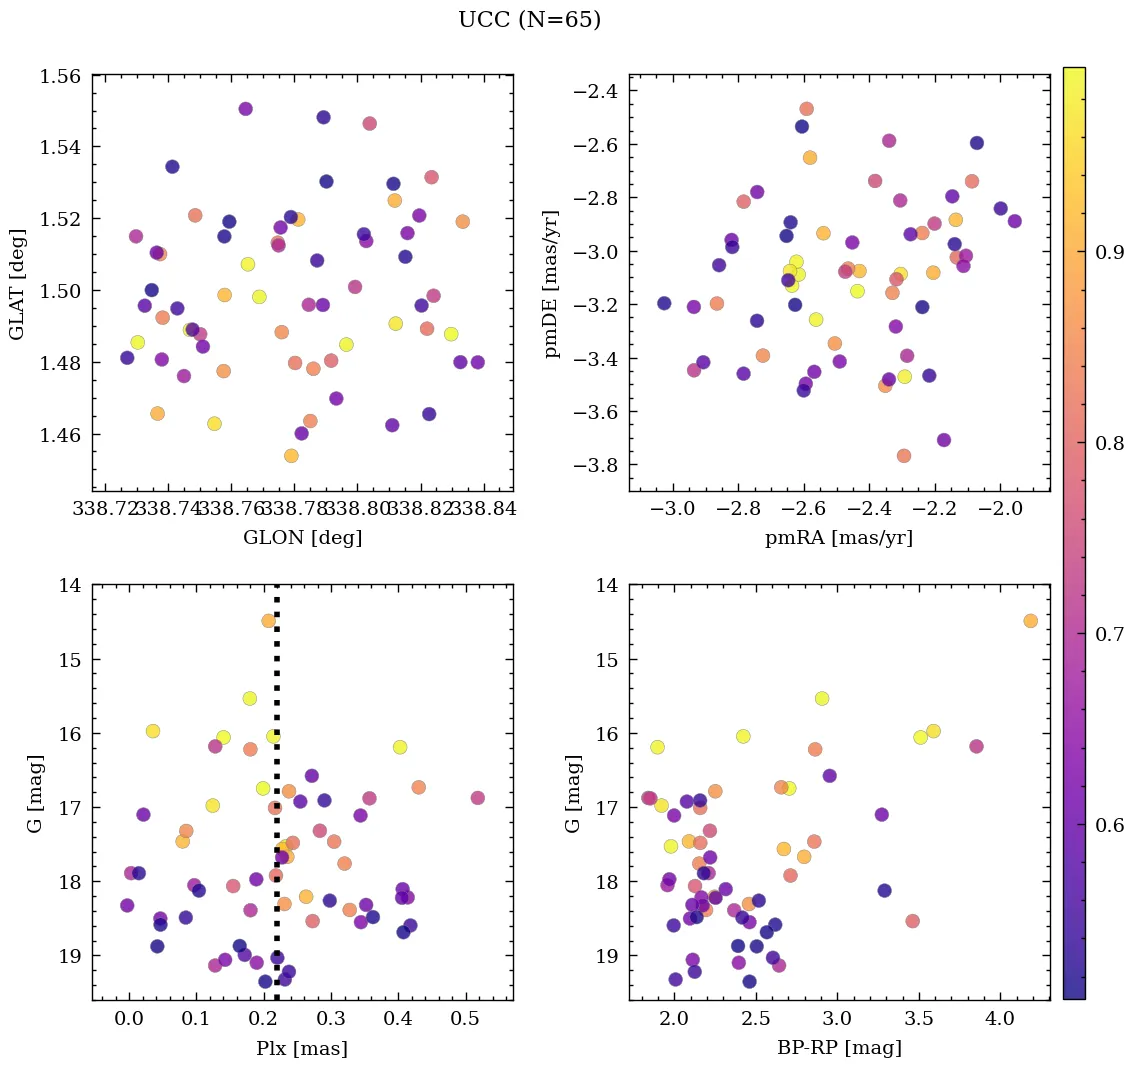 UCC (N=65)
1.56
1.54
1.52
1.50
1.48
1.46
GLAT [deg]
338.72 338.74 338.76 338.78 338.80 338.82 338.84
GLON [deg]
−2.4
−2.6
−2.8
−3.0
−3.2
−3.4
−3.6
−3.8
pmDE [mas/yr]
−3.0 −2.8 −2.6 −2.4 −2.2 −2.0
pmRA [mas/yr]
14
15
16
17
18
19
G [mag]
0.0 0.1 0.2 0.3 0.4 0.5
Plx [mas]
14
15
16
17
18
19
G [mag]
2.0 2.5 3.0 3.5 4.0
BP-RP [mag]
0.9
0.8
0.7
0.6